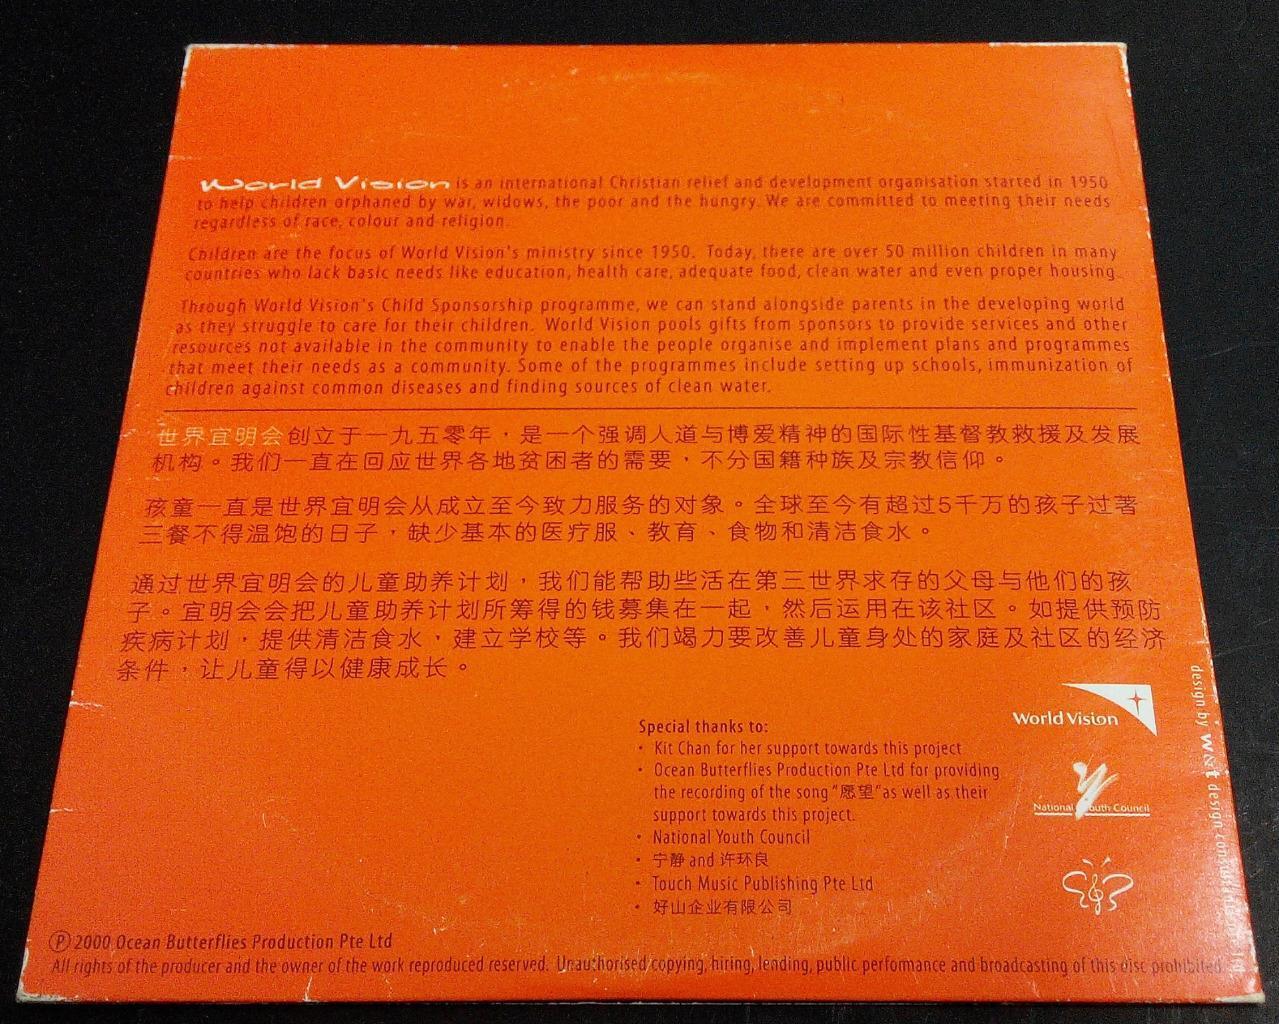 World Vision is an international Christian relief and development organisation started in 1950
to help children orphaned by war, widows, the poor and the hungry. We are committed to meeting their needs
regardless of race, colour and religion.
Children are the focus of World Vision's ministry since 1950. Today, there are over 50 million children in many
countries who lack basic needs like education, health care, adequate food, clean water and even proper housing.
Through World Vision's Child Sponsorship programme, we can stand alongside parents in the developing world
as they struggle to care for their children. World Vision pools gifts from sponsors to provide services and other
resources not available in the community to enable the people organise and implement plans and programmes
that meet their needs as a community. Some of the programmes include setting up schools, immunization of
children against common diseases and finding sources of clean water.
世界宜明会创立于一九五零年，是一个强调人道与博爱精神的国际性基督教救援及发展
机构。我们一直在回应世界各地贫困者的需要，不分国籍种族及宗教信仰。
孩童一直是世界宜明会从成立至今致力服务的对象。全球至今有超过5千万的孩子过著
三餐不得温饱的日子，缺少基本的医疗服、教育、食物和清洁食水。
通过世界宜明会的儿童助养计划，我们能帮助些活在第三世界求存的父母与他们的孩
子。宜明会会把儿童助养计划所筹得的钱募集在一起，然后运用在该社区。如提供预防
疾病计划，提供清洁食水，建立学校等。我们竭力要改善儿童身处的家庭及社区的经济
条件，让儿童得以健康成长。
Special thanks to:
• Kit Chan for her support towards this project
• Ocean Butterflies Production Pte Ltd for providing
the recording of the song "愿望" as well as their
support towards this project.
• National Youth Council
• 宁静 and 许环良
• Touch Music Publishing Pte Ltd
• 好山企业有限公司
World Vision
National Youth Council
design by W&t design consultants
Ⓟ 2000 Ocean Butterflies Production Pte Ltd
All rights of the producer and the owner of the work reproduced reserved. Unauthorised copying, hiring, lending, public performance and broadcasting of this disc prohibited